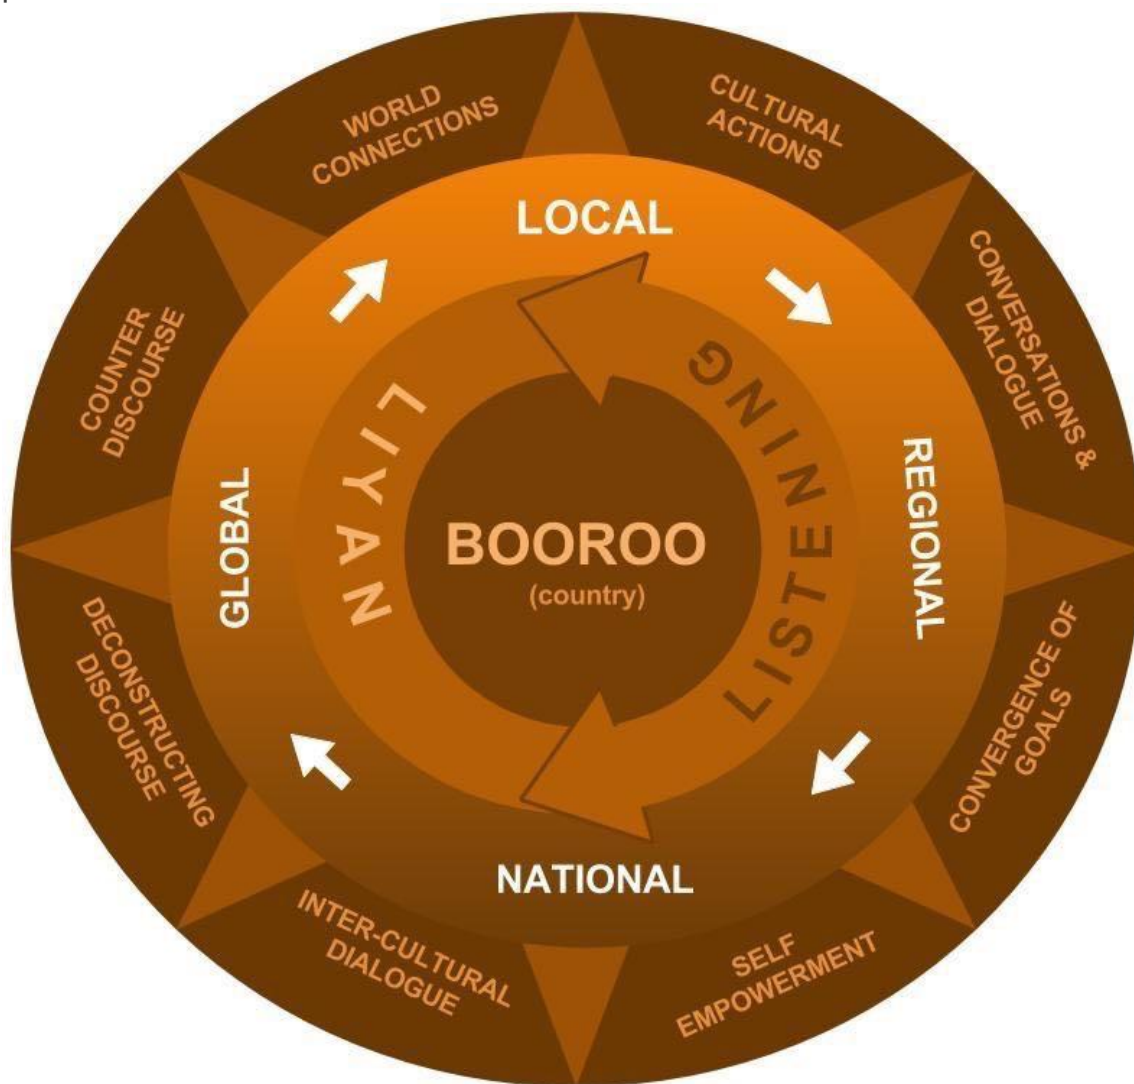 WORLD
CONNECTIONS
CULTURAL
ACTIONS
CONVERSATIONS &
DIALOGUE
CONVERGENCE OF
GOALS
SELF
EMPOWERMENT
INTER-CULTURAL
DIALOGUE
DECONSTRUCTING
DISCOURSE
COUNTER
DISCOURSE
LOCAL
REGIONAL
NATIONAL
GLOBAL
LIYAN
LISTENING
BOOROO
(country)